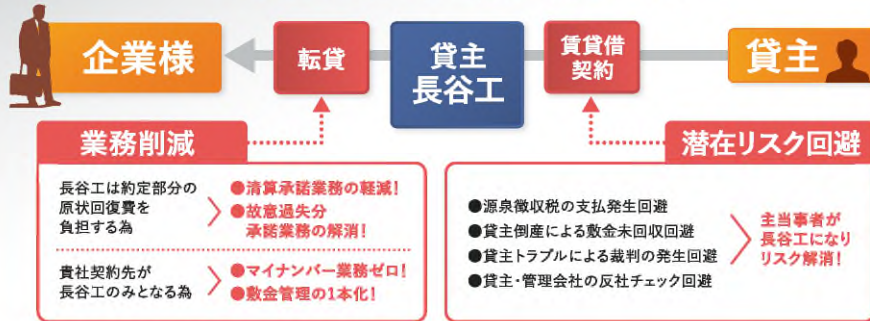 企業様
転貸
貸主
長谷工
賃貸借
契約
貸主
業務削減
長谷工は約定部分の
原状回復費を
負担する為
●清算承諾業務の軽減!
●故意過失分
承諾業務の解消!
貴社契約先が
長谷工のみとなる為
●マイナンバー業務ゼロ!
●敷金管理の1本化!
潜在リスク回避
●源泉徴収税の支払発生回避
●貸主倒産による敷金未回収回避
●貸主トラブルによる裁判の発生回避
●貸主・管理会社の反社チェック回避
主当事者が
長谷工になり
リスク解消!